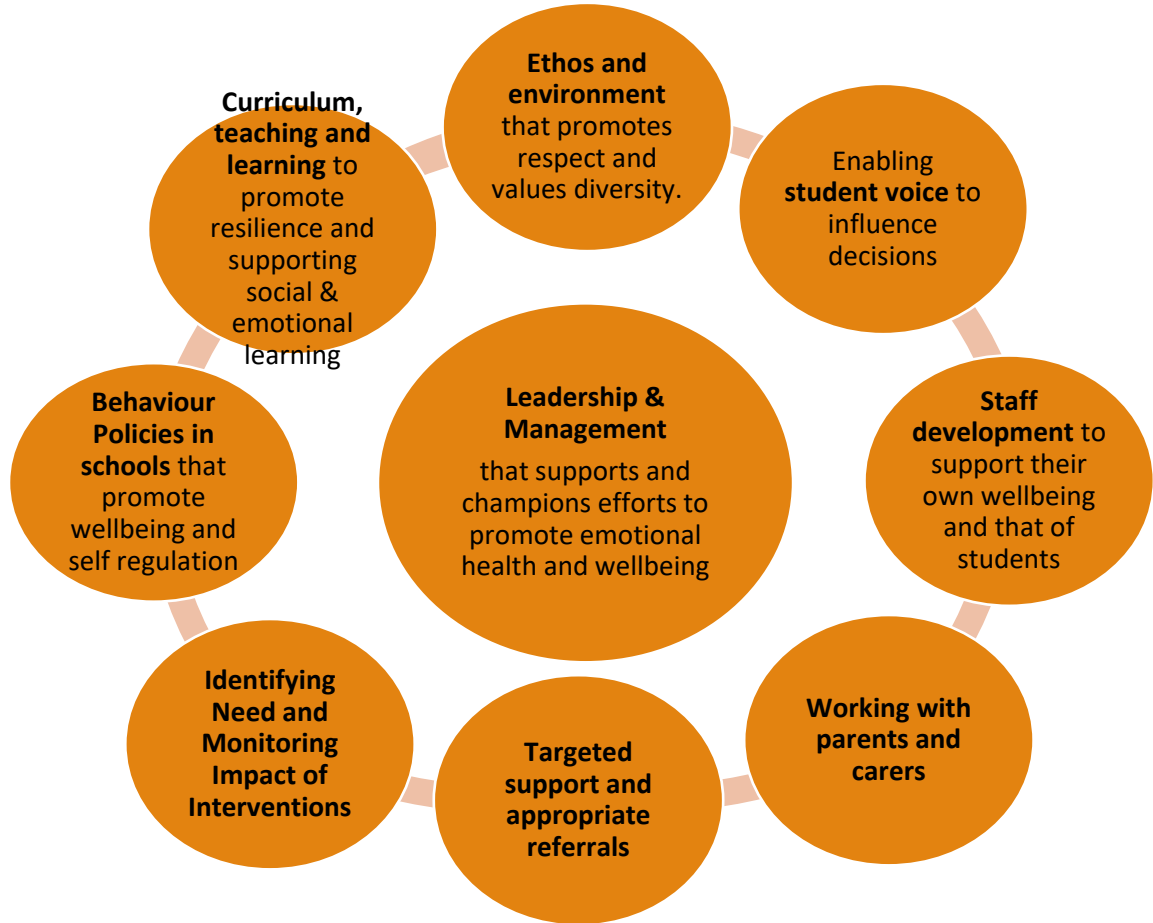 Ethos and
environment
that promotes
respect and
values diversity.
Enabling
student voice to
influence
decisions
Staff
development to
support their
own wellbeing
and that of
students
Working with
parents and
carers
Targeted
support and
appropriate
referrals
Identifying
Need and
Monitoring
Impact of
Interventions
Behaviour
Policies in
schools that
promote
wellbeing and
self regulation
Curriculum,
teaching and
learning to
promote
resilience and
supporting
social &
emotional
learning
Leadership &
Management
that supports and
champions efforts to
promote emotional
health and wellbeing